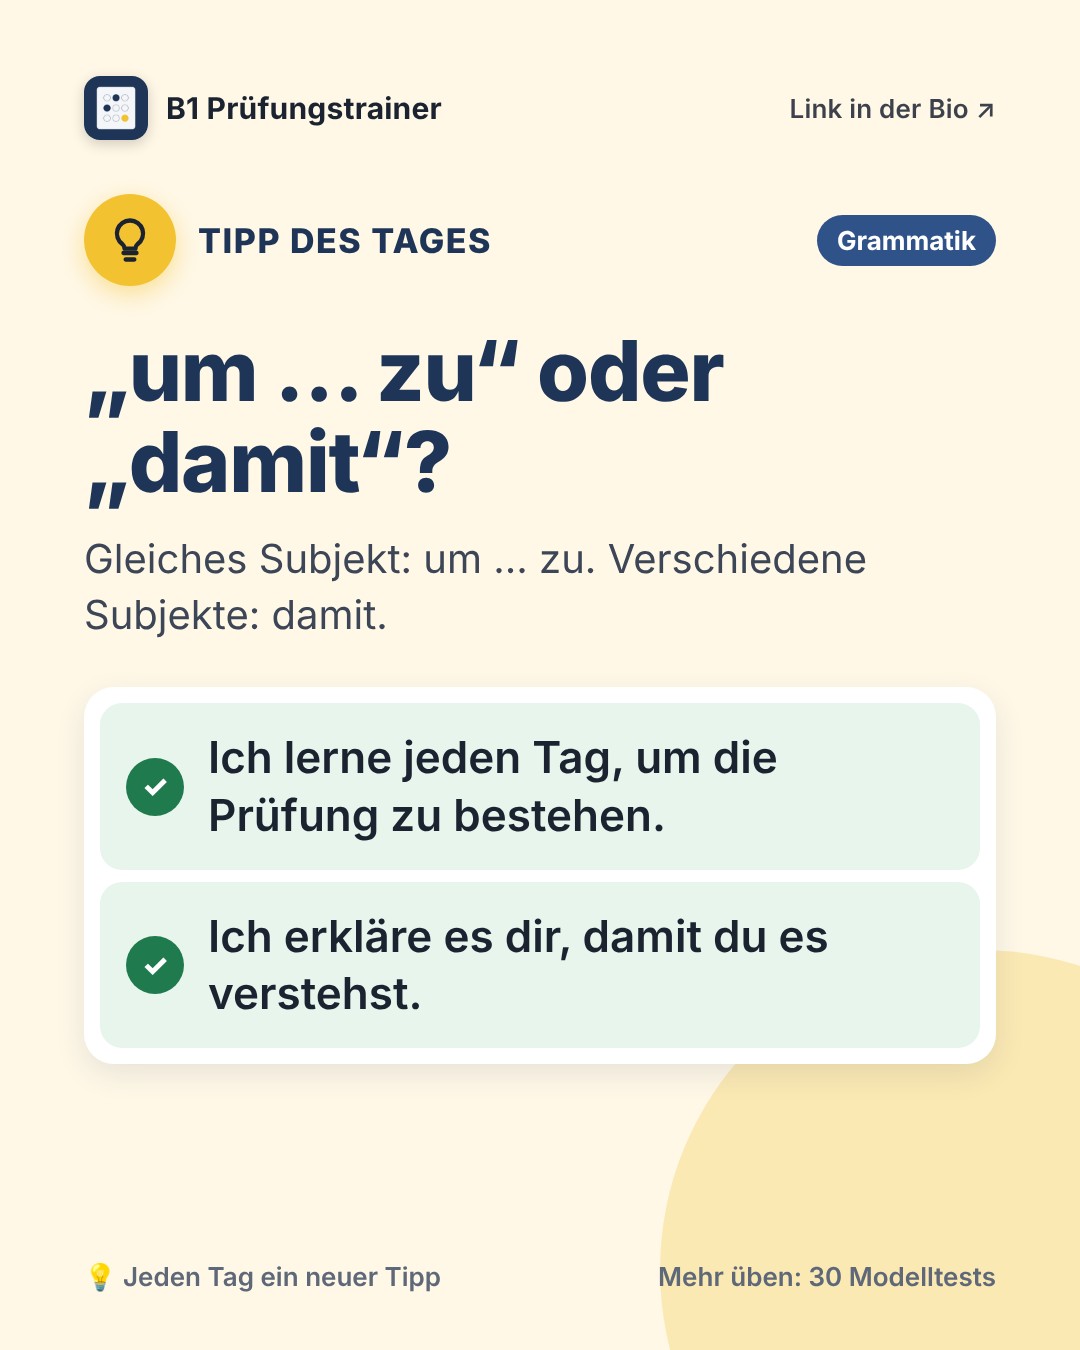 B1 Prüfungstrainer
Link in der Bio ↗
TIPP DES TAGES
Grammatik
„um … zu“ oder
„damit“?
Gleiches Subjekt: um … zu. Verschiedene
Subjekte: damit.
Ich lerne jeden Tag, um die
Prüfung zu bestehen.
Ich erkläre es dir, damit du es
verstehst.
💡 Jeden Tag ein neuer Tipp
Mehr üben: 30 Modelltests